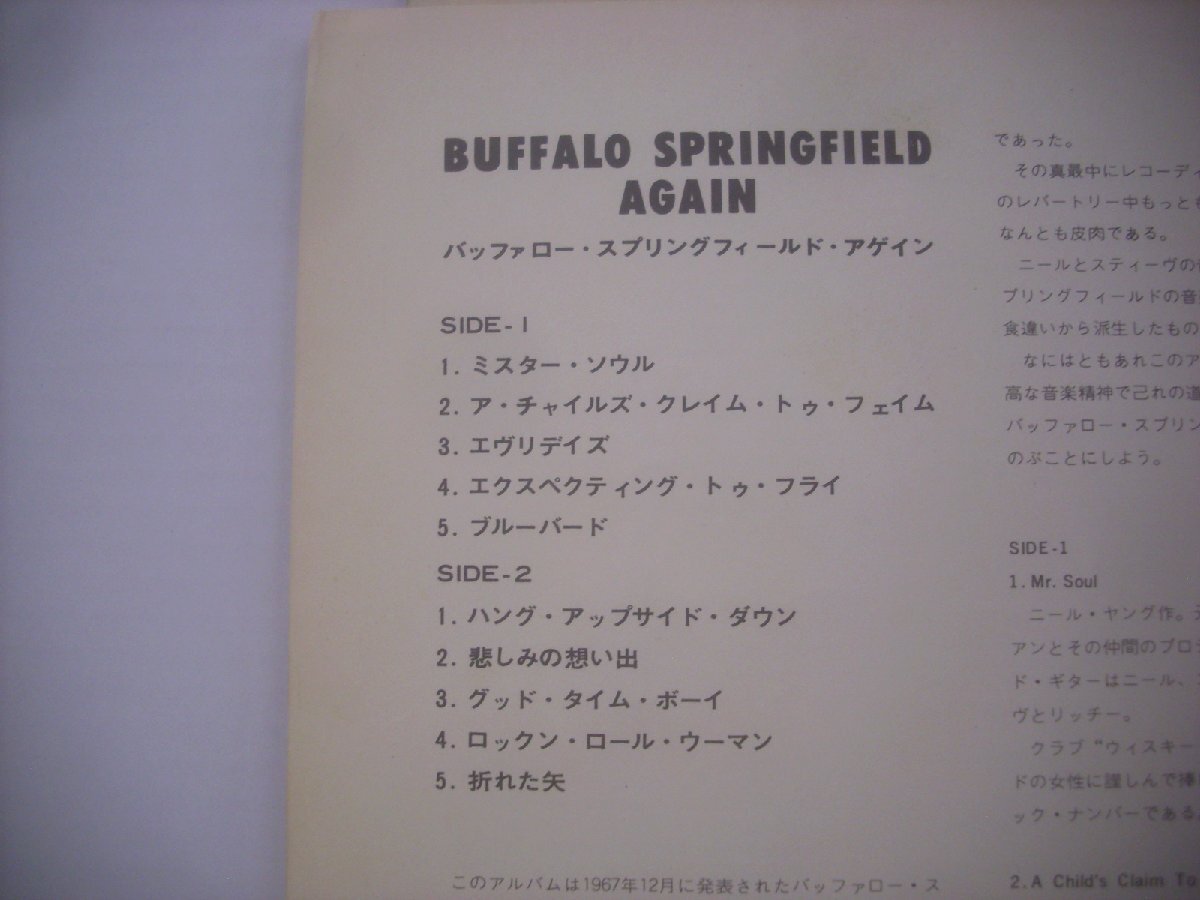 BUFFALO SPRINGFIELD
AGAIN
バッファロー・スプリングフィールド・アゲイン
SIDE-1
1. ミスター・ソウル
2. ア・チャイルズ・クレイム・トゥ・フェイム
3. エヴリデイズ
4. エクスペクティング・トゥ・フライ
5. ブルーバード
SIDE-2
1. ハング・アップサイド・ダウン
2. 悲しみの想い出
3. グッド・タイム・ボーイ
4. ロックン・ロール・ウーマン
5. 折れた矢
このアルバムは1967年12月に発表されたバッファロー・ス
であった。
その真最中にレコーディ
のレパートリー中もっとも
なんとも皮肉である。
ニールとスティーヴの
プリングフィールドの音
食違いから派生したもの
なにはともあれこのア
高な音楽精神で己れの道
バッファロー・スプリン
のぶことにしよう。
SIDE-1
1. Mr. Soul
ニール・ヤング作。
アンとその仲間のブロ
ド・ギターはニール、
ヴとリッチー。
クラブ"ウィスキー
ドの女性に謹しんで捧
ック・ナンバーである
2. A Child's Claim To